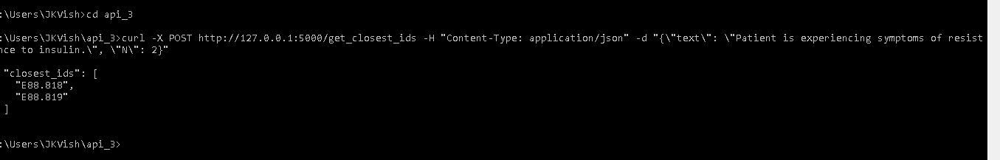 :\Users\JKVish>cd api_3
:\Users\JKVish\api_3>curl -X POST http://127.0.0.1:5000/get_closest_ids -H "Content-Type: application/json" -d "{\"text\": \"Patient is experiencing symptoms of resist
nce to insulin.\", \"N\": 2}"
"closest_ids": [
"E88.818",
"E88.819"
]
:\Users\JKVish\api_3>